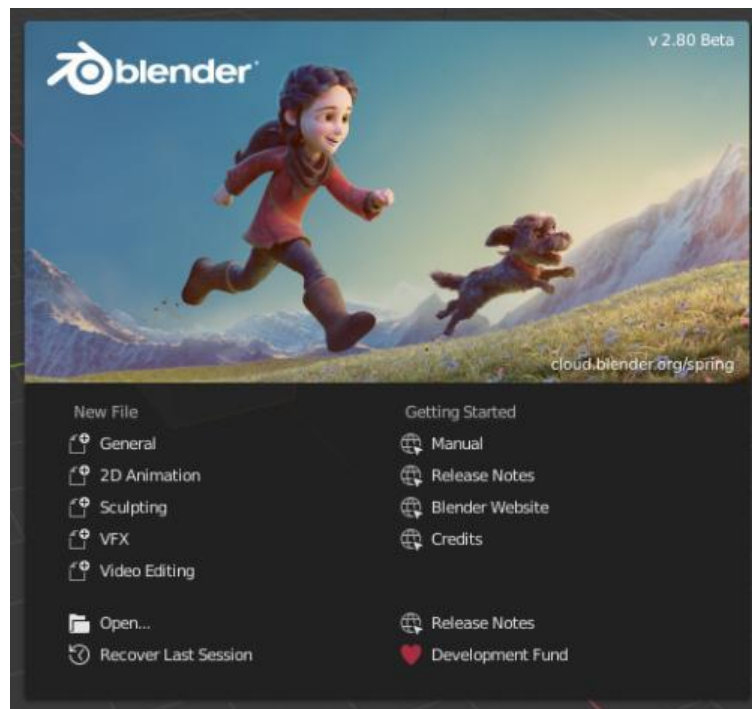 blender
v 2.80 Beta
cloud.blender.org/spring
New File
General
2D Animation
Sculpting
VFX
Video Editing
Open...
Recover Last Session
Getting Started
Manual
Release Notes
Blender Website
Credits
Release Notes
Development Fund